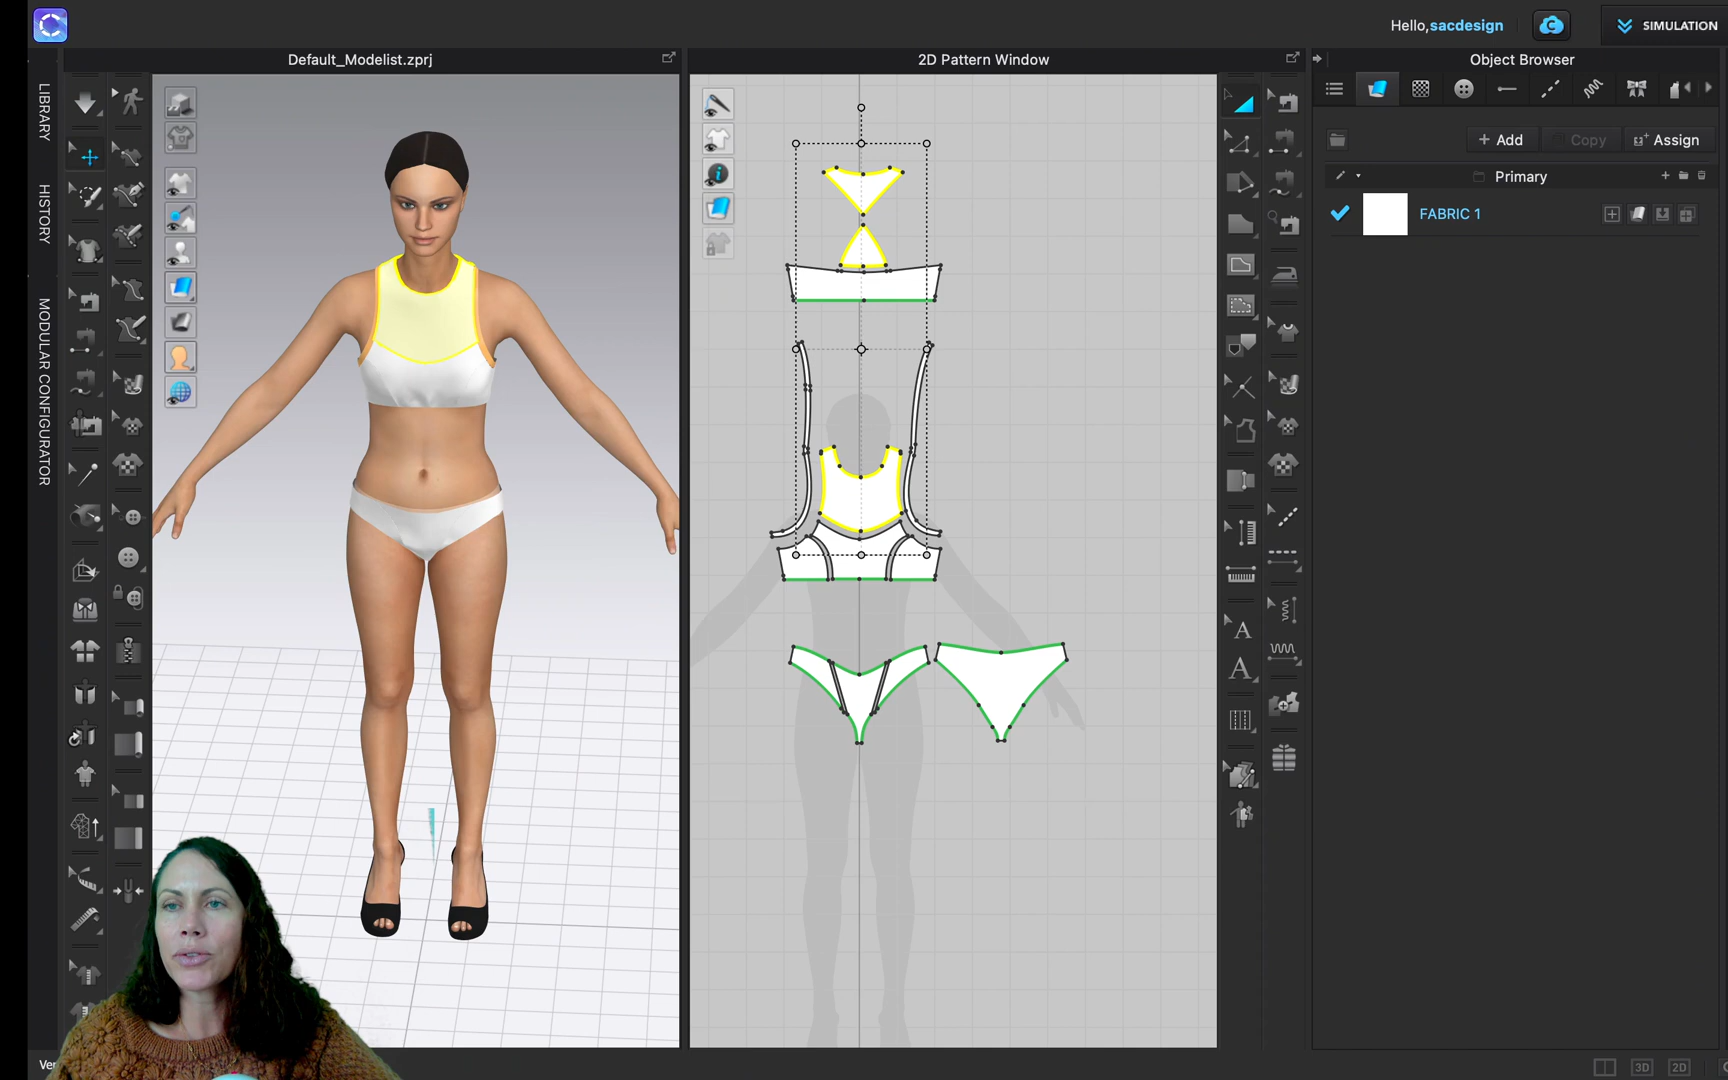 Hello,sacdesign
SIMULATION
Default_Modelist.zprj
2D Pattern Window
Object Browser
LIBRARY
HISTORY
MODULAR CONFIGURATOR
+ Add
Copy
Assign
Primary
FABRIC 1
A
A
Ver
3D
2D